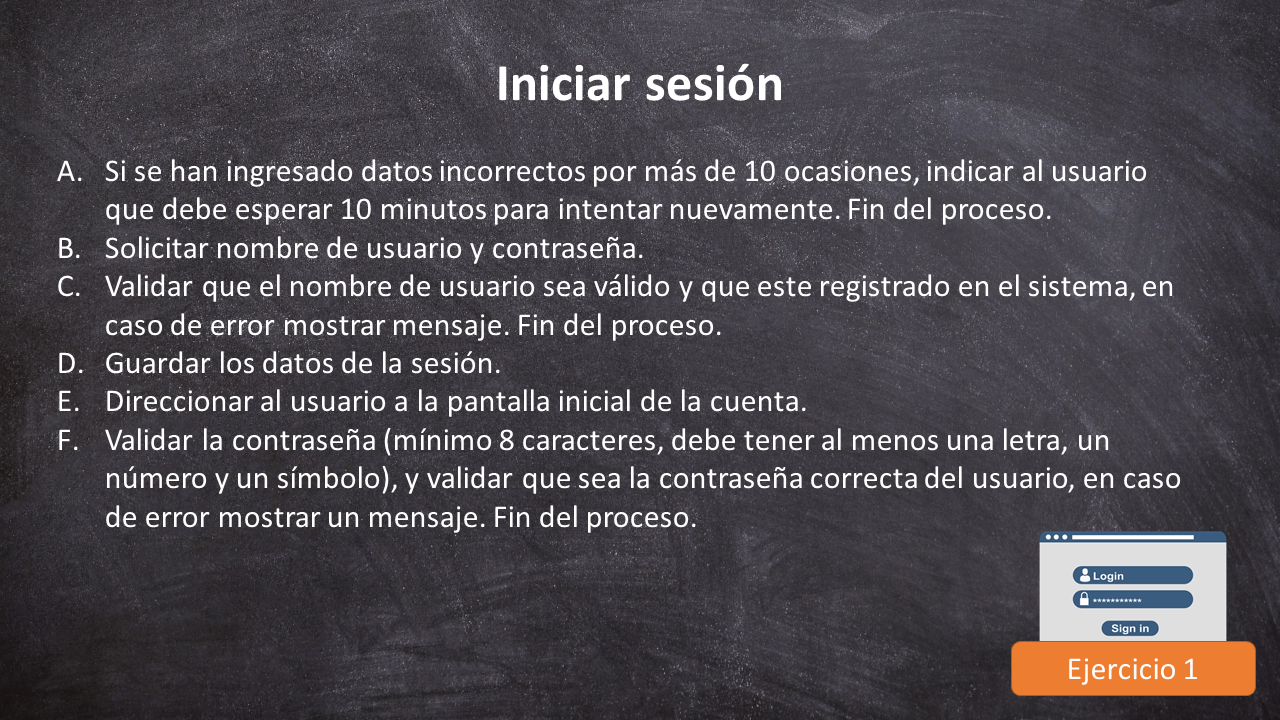 Iniciar sesión
A. Si se han ingresado datos incorrectos por más de 10 ocasiones, indicar al usuario
que debe esperar 10 minutos para intentar nuevamente. Fin del proceso.
B. Solicitar nombre de usuario y contraseña.
C. Validar que el nombre de usuario sea válido y que este registrado en el sistema, en
caso de error mostrar mensaje. Fin del proceso.
D. Guardar los datos de la sesión.
E. Direccionar al usuario a la pantalla inicial de la cuenta.
F. Validar la contraseña (mínimo 8 caracteres, debe tener al menos una letra, un
número y un símbolo), y validar que sea la contraseña correcta del usuario, en caso
de error mostrar un mensaje. Fin del proceso.
Login
***********
Sign in
Ejercicio 1